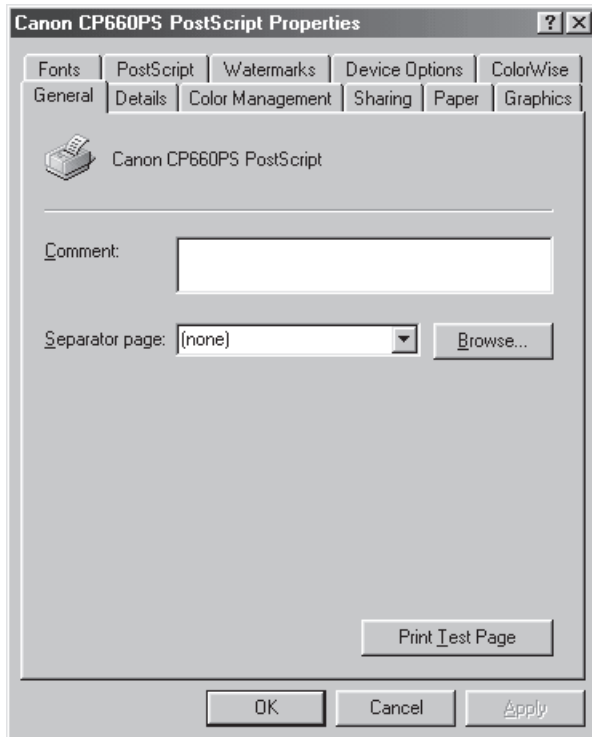 Canon CP660PS PostScript Properties ? X
Fonts PostScript Watermarks Device Options ColorWise
General Details Color Management Sharing Paper Graphics
Canon CP660PS PostScript
Comment:
Separator page: (none) Browse...
Print Test Page
OK Cancel Apply